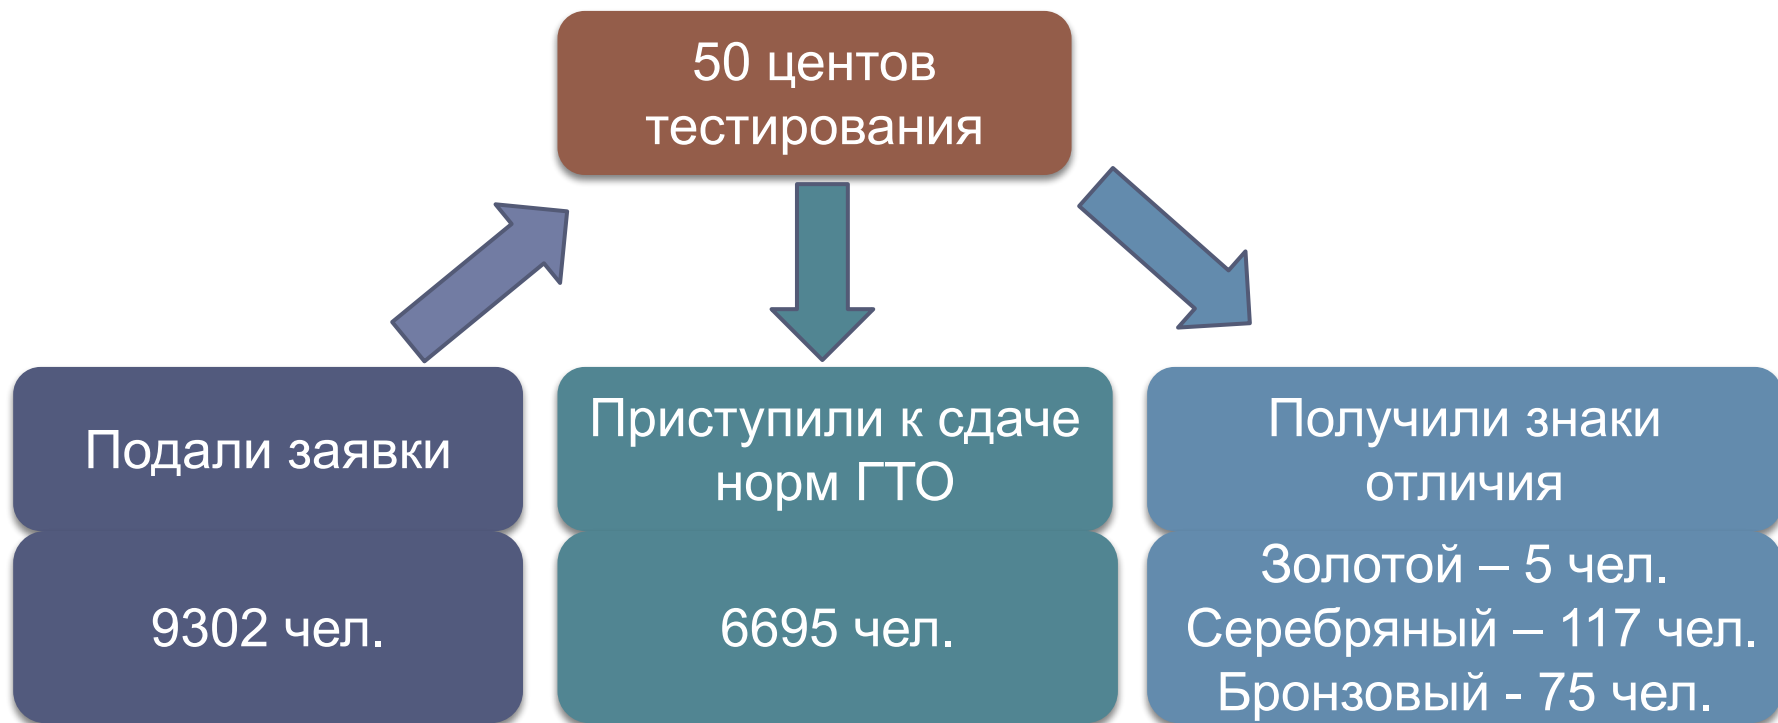 50 центов
тестирования
Подали заявки
9302 чел.
Приступили к сдаче
норм ГТО
6695 чел.
Получили знаки
отличия
Золотой – 5 чел.
Серебряный – 117 чел.
Бронзовый - 75 чел.